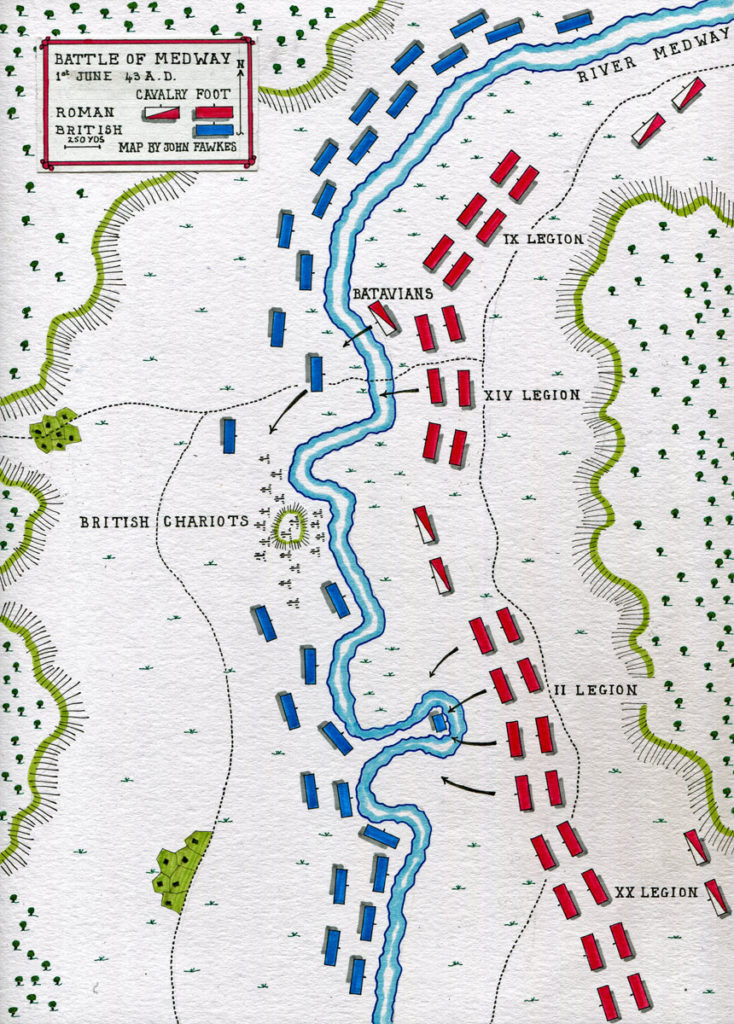 BATTLE OF MEDWAY
1st JUNE 43 A.D.
N
CAVALRY FOOT
ROMAN
BRITISH
250 YDS
MAP BY JOHN FAWKES
RIVER MEDWAY
IX LEGION
BATAVIANS
XIV LEGION
BRITISH CHARIOTS
II LEGION
XX LEGION